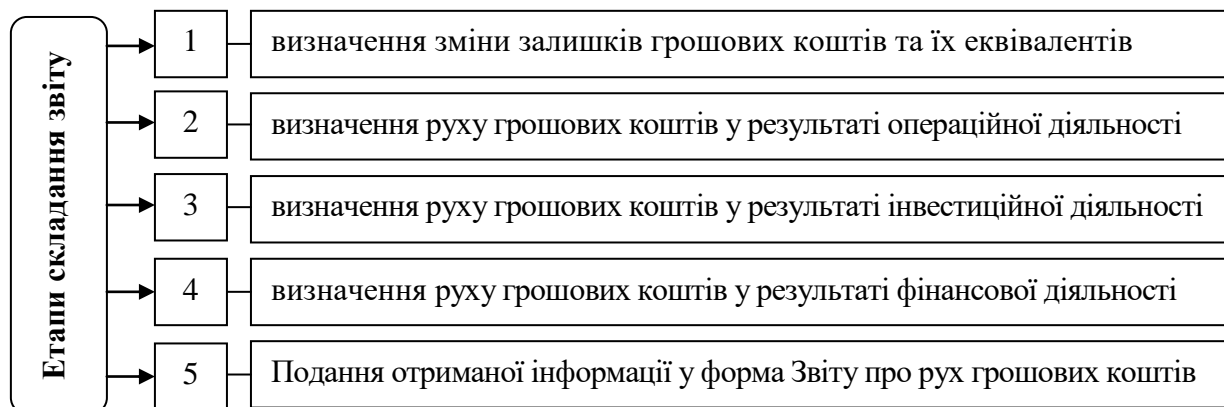 Етапи складання звіту
1 визначення зміни залишків грошових коштів та їх еквівалентів
2 визначення руху грошових коштів у результаті операційної діяльності
3 визначення руху грошових коштів у результаті інвестиційної діяльності
4 визначення руху грошових коштів у результаті фінансової діяльності
5 Подання отриманої інформації у форма Звіту про рух грошових коштів